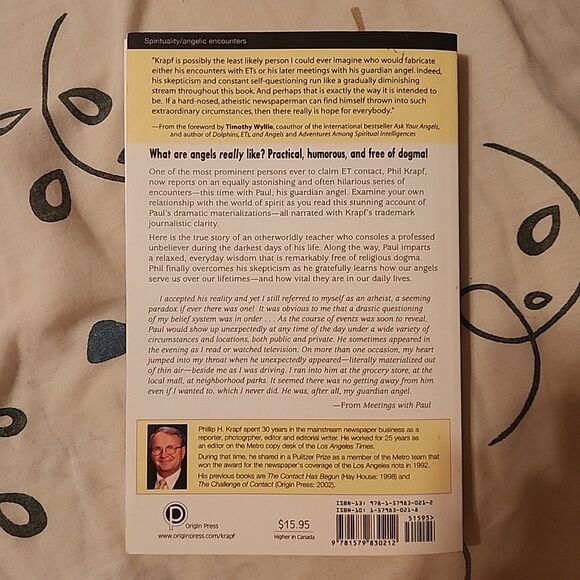 Spirituality/angelic encounters
"Krapf is possibly the least likely person I could ever imagine who would fabricate
either his encounters with ETs or his later meetings with his guardian angel. Indeed,
his skepticism and constant self-questioning run like a gradually diminishing
stream throughout this book. And perhaps that is exactly the way it is intended to
be. If a hard-nosed, atheistic newspaperman can find himself thrown into such
extraordinary circumstances, then there really is hope for everybody."
—From the foreword by Timothy Wyllie, coauthor of the international bestseller Ask Your Angels,
and author of Dolphins, ETs, and Angels and Adventures Among Spiritual Intelligences
What are angels really like? Practical, humorous, and free of dogma!
One of the most prominent persons ever to claim ET contact, Phil Krapf,
now reports on an equally astonishing and often hilarious series of
encounters—this time with Paul, his guardian angel. Examine your own
relationship with the world of spirit as you read this stunning account of
Paul's dramatic materializations—all narrated with Krapf's trademark
journalistic clarity.
Here is the true story of an otherworldly teacher who consoles a professed
unbeliever during the darkest days of his life. Along the way, Paul imparts
a relaxed, everyday wisdom that is remarkably free of religious dogma.
Phil finally overcomes his skepticism as he gratefully learns how our angels
serve us over our lifetimes—and how vital they are in our daily lives.
I accepted his reality and yet I still referred to myself as an atheist, a seeming
paradox if ever there was one! It was obvious to me that a drastic questioning
of my belief system was in order . . . As the course of events was soon to reveal,
Paul would show up unexpectedly at any time of the day under a wide variety of
circumstances and locations, both public and private. He sometimes appeared
in the evening as I read or watched television. On more than one occasion, my heart
jumped into my throat when he unexpectedly appeared—literally materialized out
of thin air—beside me as I was driving. I ran into him at the grocery store, at the
local mall, at neighborhood parks. It seemed there was no getting away from him
even if I wanted to, which I never did. He was, after all, my guardian angel.
—From Meetings with Paul
Phillip H. Krapf spent 30 years in the mainstream newspaper business as a
reporter, photogrpher, editor and editorial writer. He worked for 25 years as
an editor on the Metro copy desk of the Los Angeles Times.
During that time, he shared in a Pulitzer Prize as a member of the Metro team that
won the award for the newspaper's coverage of the Los Angeles riots in 1992.
His previous books are The Contact Has Begun (Hay House: 1998) and
The Challenge of Contact (Origin Press: 2002).
Origin Press
www.originpress.com/krapf
$15.95
Higher in Canada
ISBN-13: 978-1-57983-021-2
ISBN-10: 1-57983-021-8
51595>
9 781579 830212